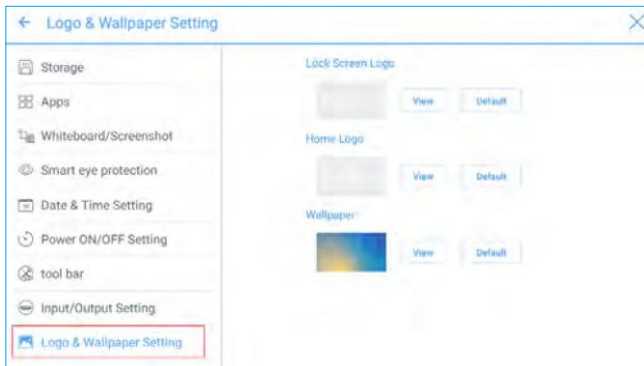 Logo & Wallpaper Setting
Storage
Apps
Whiteboard/Screenshot
Smart eye protection
Date & Time Setting
Power ON/OFF Setting
tool bar
Input/Output Setting
Logo & Wallpaper Setting
Lock Screen Logo
View Default
Home Logo
View Default
Wallpaper
View Default